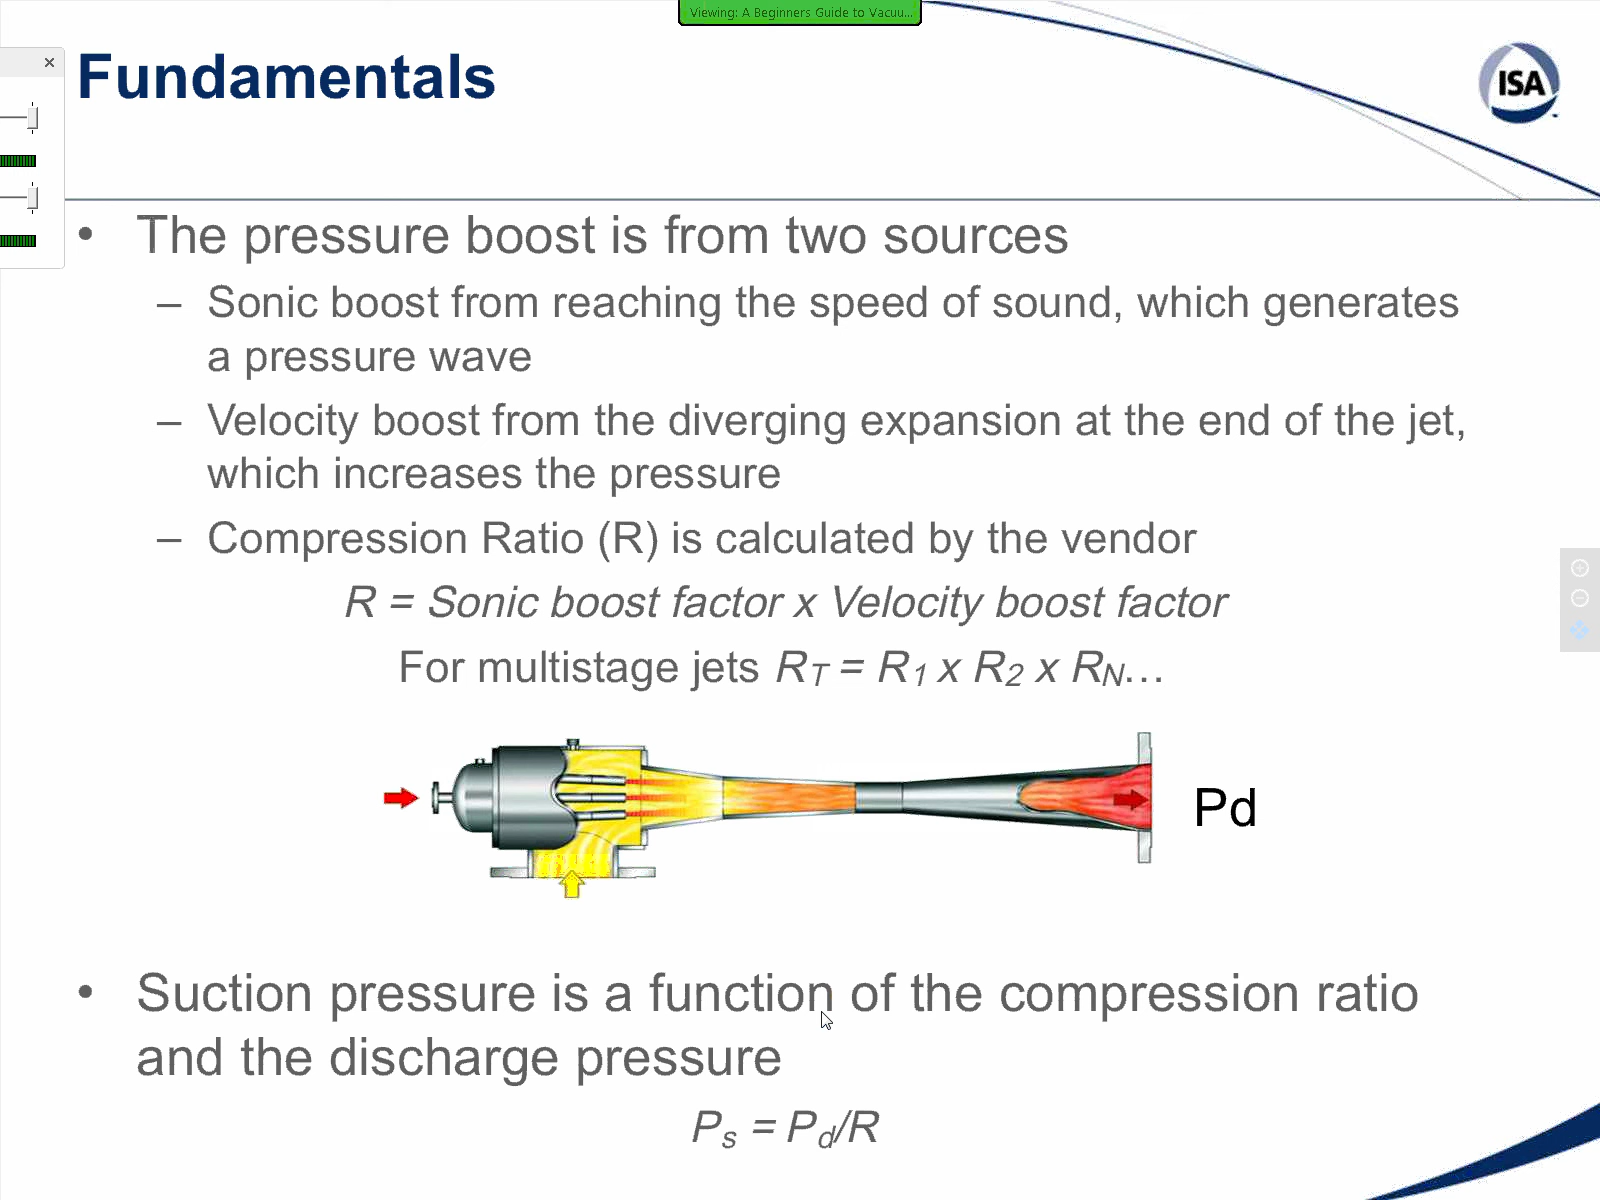 Viewing: A Beginners Guide to Vacuu...
Fundamentals
ISA
• The pressure boost is from two sources
– Sonic boost from reaching the speed of sound, which generates
a pressure wave
– Velocity boost from the diverging expansion at the end of the jet,
which increases the pressure
– Compression Ratio (R) is calculated by the vendor
R = Sonic boost factor x Velocity boost factor
For multistage jets R_T = R_1 x R_2 x R_N…
Pd
• Suction pressure is a function of the compression ratio
and the discharge pressure
P_s = P_d/R